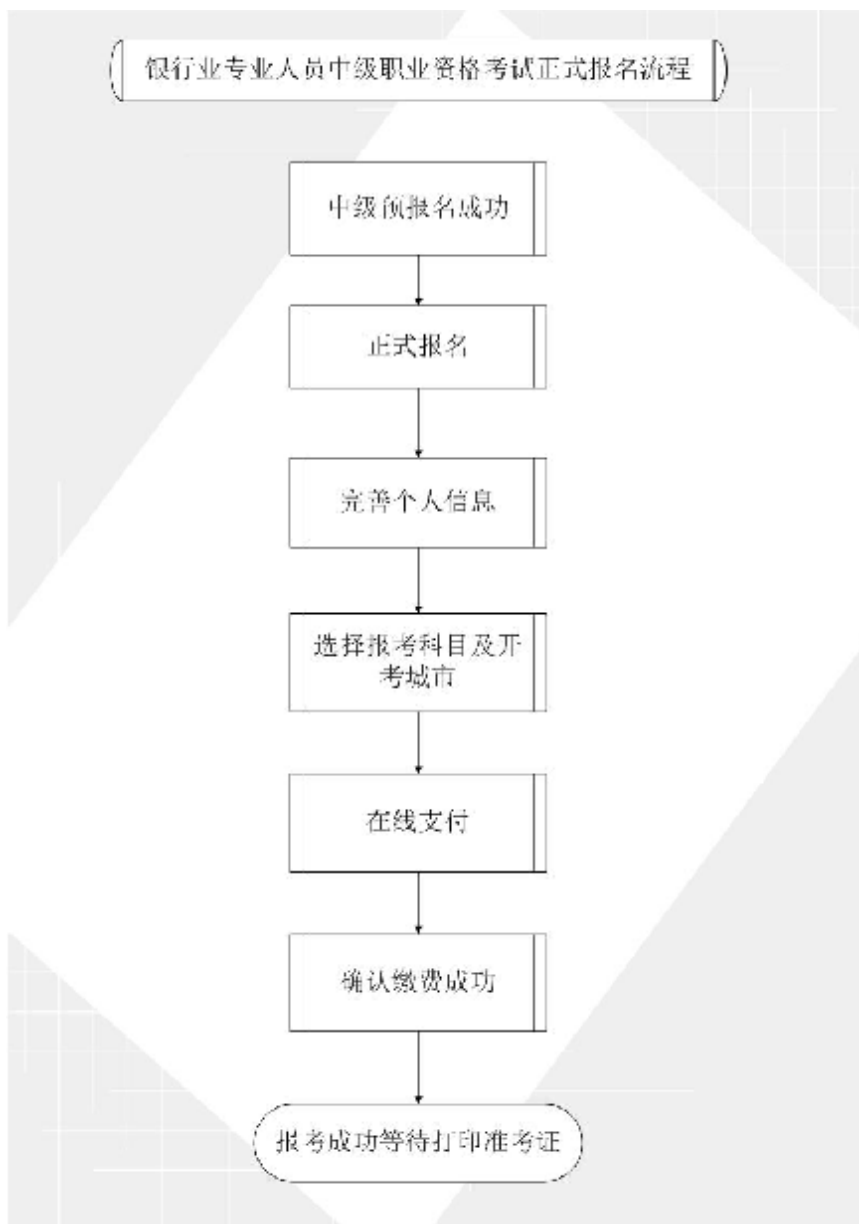 银行业专业人员中级职业资格考试正式报名流程
中级预报名成功
正式报名
完善个人信息
选择报考科目及开
考城市
在线支付
确认缴费成功
报考成功等待打印准考证